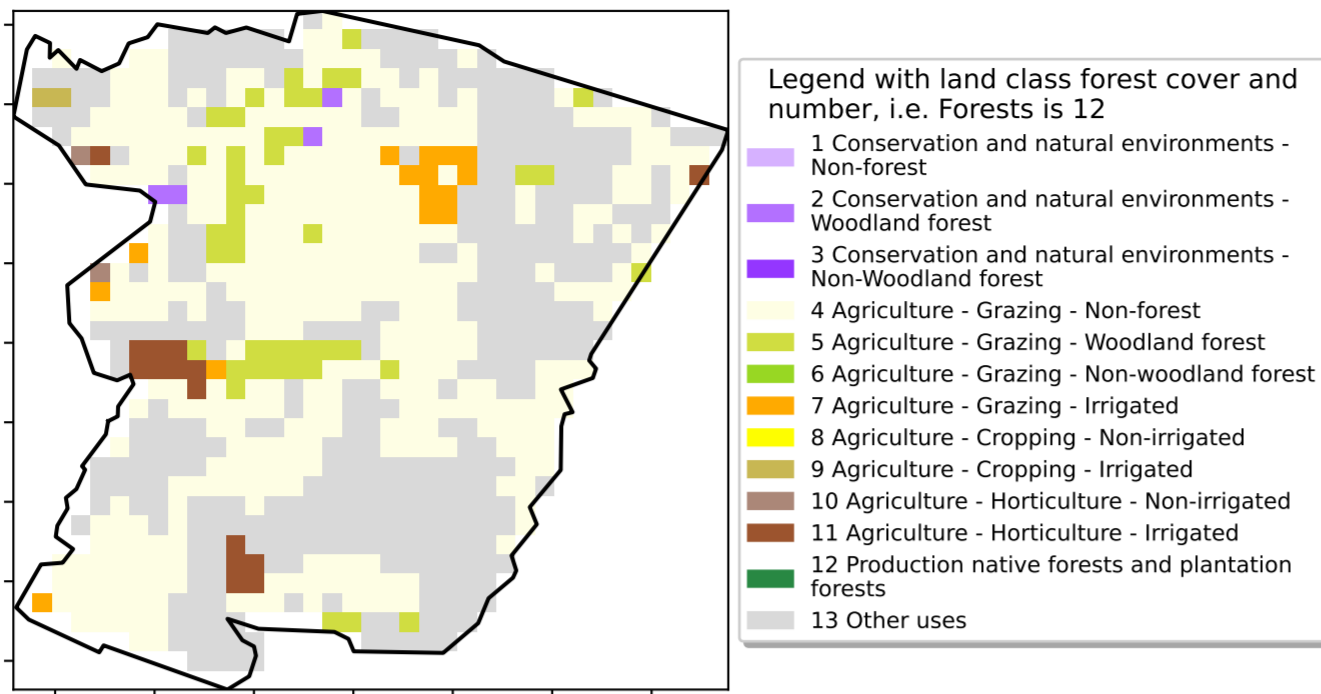 Legend with land class forest cover and
number, i.e. Forests is 12
1 Conservation and natural environments -
Non-forest
2 Conservation and natural environments -
Woodland forest
3 Conservation and natural environments -
Non-Woodland forest
4 Agriculture - Grazing - Non-forest
5 Agriculture - Grazing - Woodland forest
6 Agriculture - Grazing - Non-woodland forest
7 Agriculture - Grazing - Irrigated
8 Agriculture - Cropping - Non-irrigated
9 Agriculture - Cropping - Irrigated
10 Agriculture - Horticulture - Non-irrigated
11 Agriculture - Horticulture - Irrigated
12 Production native forests and plantation
forests
13 Other uses